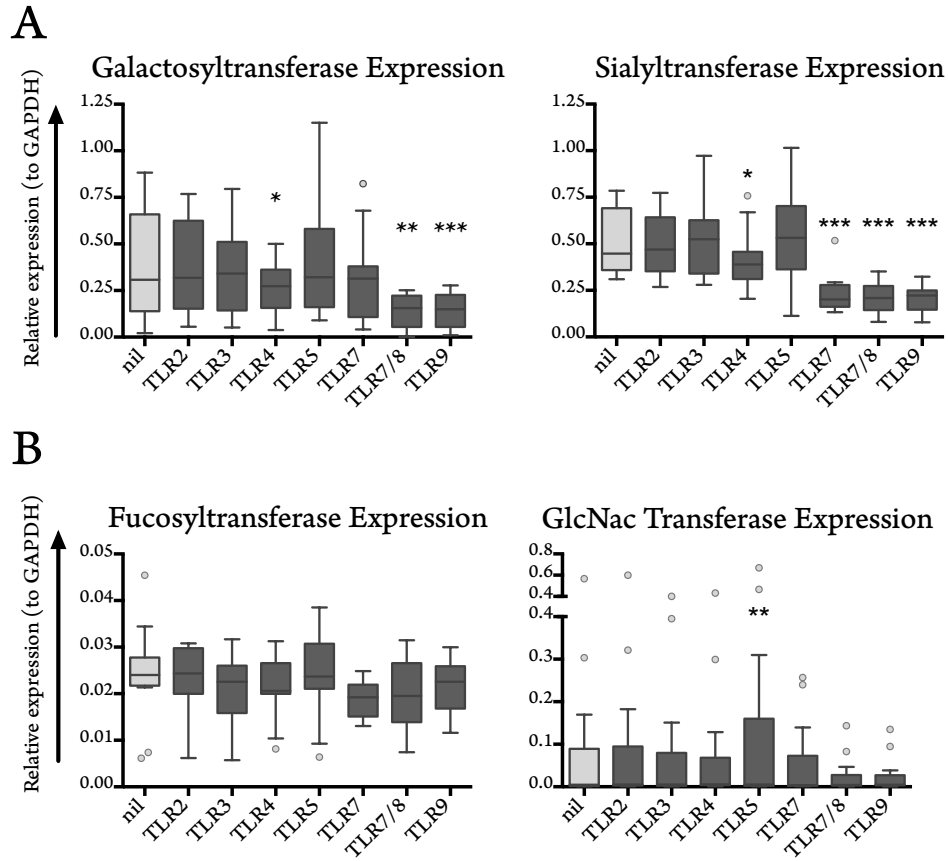 A
Galactosyltransferase Expression
Sialyltransferase Expression
Relative expression (to GAPDH)
1.25
1.00
0.75
0.50
0.25
0.00
*
**
***
nil
TLR2
TLR3
TLR4
TLR5
TLR7
TLR7/8
TLR9
1.25
1.00
0.75
0.50
0.25
0.00
*
***
***
***
nil
TLR2
TLR3
TLR4
TLR5
TLR7
TLR7/8
TLR9
B
Fucosyltransferase Expression
GlcNac Transferase Expression
Relative expression (to GAPDH)
0.05
0.04
0.03
0.02
0.01
0.00
nil
TLR2
TLR3
TLR4
TLR5
TLR7
TLR7/8
TLR9
0.8
0.6
0.4
0.4
0.3
0.2
0.1
0.0
**
nil
TLR2
TLR3
TLR4
TLR5
TLR7
TLR7/8
TLR9